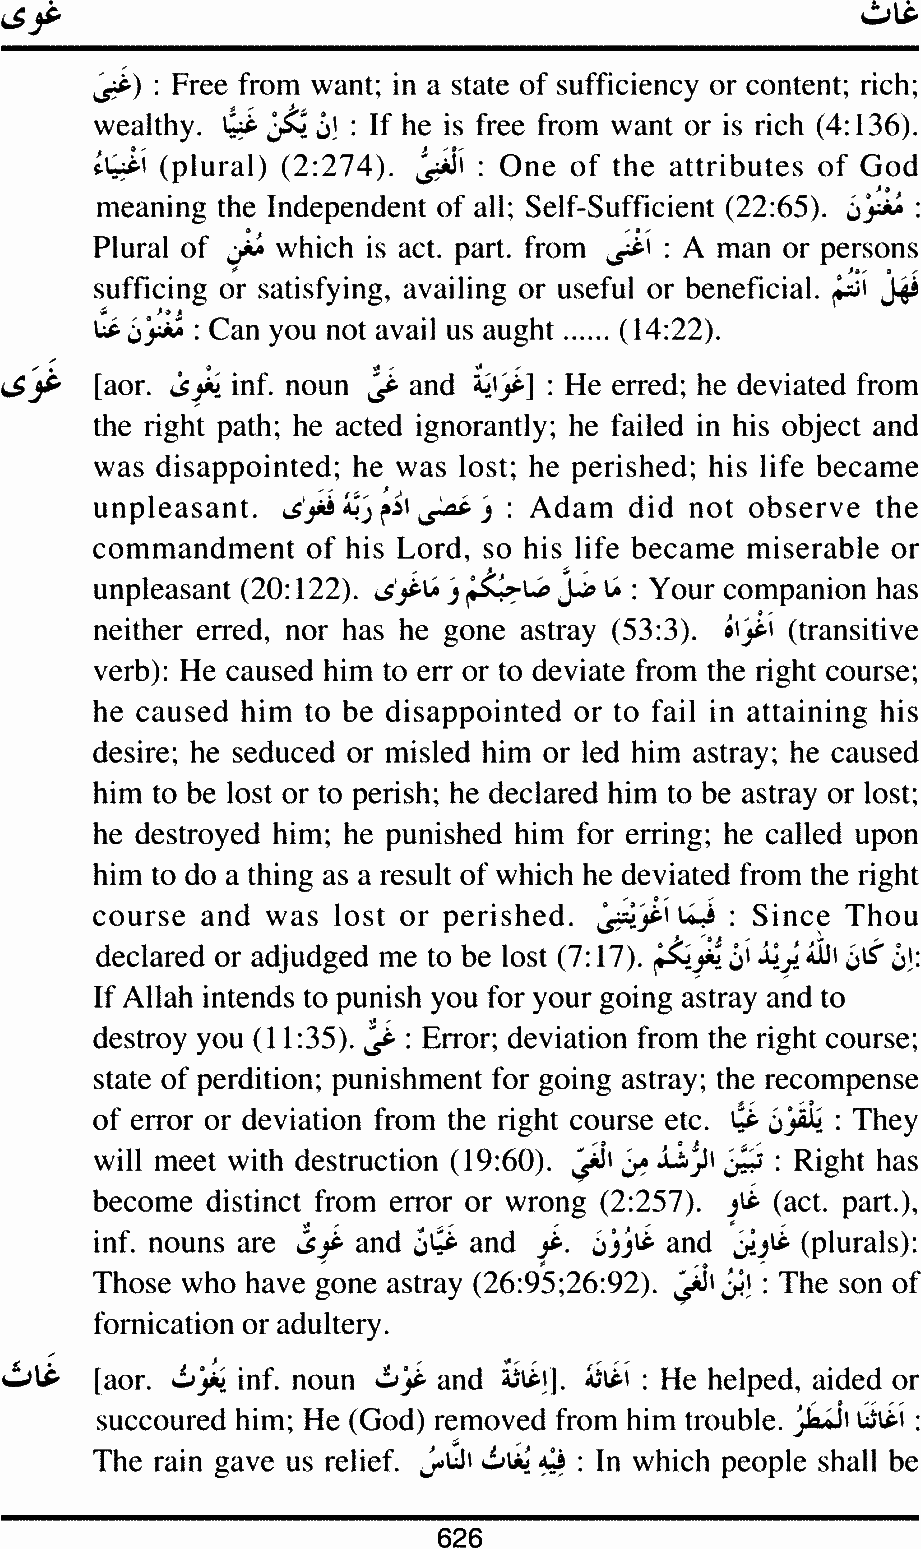 غوى غاث
غَنِىَ) : Free from want; in a state of sufficiency or content; rich;
wealthy. اِنْ يَّكُنْ غَنِيًّا : If he is free from want or is rich (4:136).
اَغْنِيَاءُ (plural) (2:274). اَلْغَنِىُّ : One of the attributes of God
meaning the Independent of all; Self-Sufficient (22:65). مُغْنُوْنَ :
Plural of مُغْنٍ which is act. part. from اَغْنٰى : A man or persons
sufficing or satisfying, availing or useful or beneficial. فَهَلْ اَنْتُمْ
مُّغْنُوْنَ عَنَّا : Can you not avail us aught ...... (14:22).
غَوَى [aor. يَغْوِىْ inf. noun غَىٌّ and غَوَايَةٌ] : He erred; he deviated from
the right path; he acted ignorantly; he failed in his object and
was disappointed; he was lost; he perished; his life became
unpleasant. وَ عَصٰى اٰدَمُ رَبَّهٗ فَغَوٰى : Adam did not observe the
commandment of his Lord, so his life became miserable or
unpleasant (20:122). مَا ضَلَّ صَاحِبُكُمْ وَ مَاغَوٰى : Your companion has
neither erred, nor has he gone astray (53:3). اَغْوَاهُ (transitive
verb): He caused him to err or to deviate from the right course;
he caused him to be disappointed or to fail in attaining his
desire; he seduced or misled him or led him astray; he caused
him to be lost or to perish; he declared him to be astray or lost;
he destroyed him; he punished him for erring; he called upon
him to do a thing as a result of which he deviated from the right
course and was lost or perished. فَبِمَا اَغْوَيْتَنِىْ : Since Thou
declared or adjudged me to be lost (7:17). اِنْ كَانَ اللّٰهُ يُرِيْدُ اَنْ يُّغْوِيَكُمْ:
If Allah intends to punish you for your going astray and to
destroy you (11:35). غَىٌّ : Error; deviation from the right course;
state of perdition; punishment for going astray; the recompense
of error or deviation from the right course etc. يَلْقَوْنَ غَيًّا : They
will meet with destruction (19:60). تَبَيَّنَ الرُّشْدُ مِنَ الْغَيِّ : Right has
become distinct from error or wrong (2:257). غَاوٍ (act. part.),
inf. nouns are غَوِىٌّ and غَيَّانٌ and غَوٍ. غَاوُوْنَ and غَاوِيْنَ (plurals):
Those who have gone astray (26:95;26:92). اِبْنُ الْغَيِّ : The son of
fornication or adultery.
غَاثَ [aor. يَغُوْثُ inf. noun غَوْثٌ and اِغَاثَةٌ]. اَغَاثَهٗ : He helped, aided or
succoured him; He (God) removed from him trouble. اَغَاثَنَا الْمَطَرُ :
The rain gave us relief. فِيْهِ يُغَاثُ النَّاسُ : In which people shall be
626